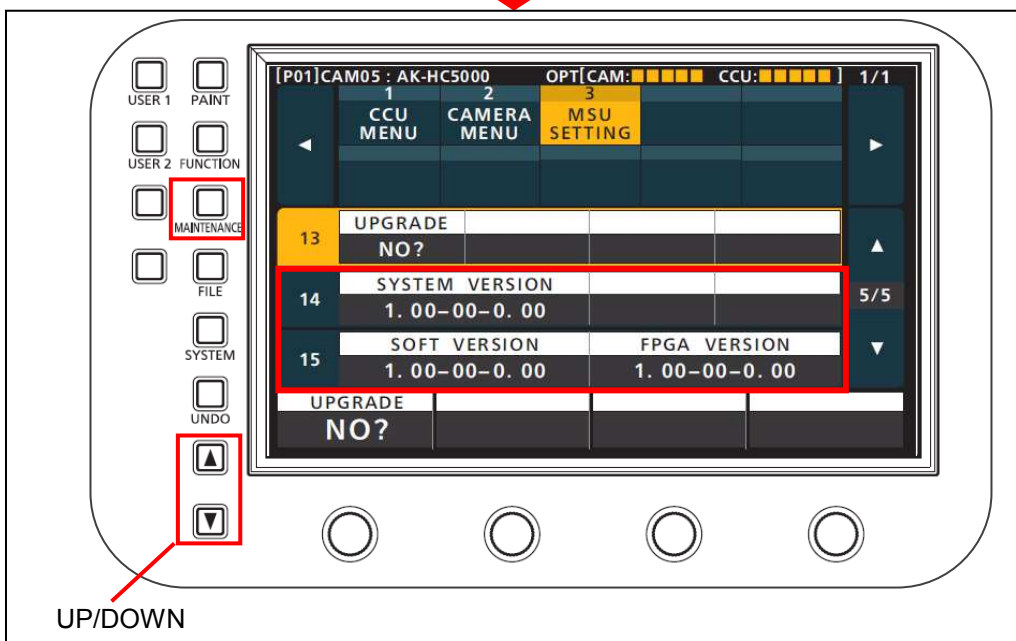 [P01]CAM05 : AK-HC5000 OPT[CAM:■■■■■ CCU:■■■■■ ] 1/1
USER 1 PAINT
1 2 3
CCU MENU CAMERA MENU MSU SETTING
◀ ▶
USER 2 FUNCTION
MAINTENANCE
13 UPGRADE
NO?
▲
FILE
14 SYSTEM VERSION
1. 00–00–0. 00
5/5
SYSTEM
15 SOFT VERSION FPGA VERSION
1. 00–00–0. 00 1. 00–00–0. 00
▼
UNDO
UPGRADE
NO?
▲
▼
UP/DOWN